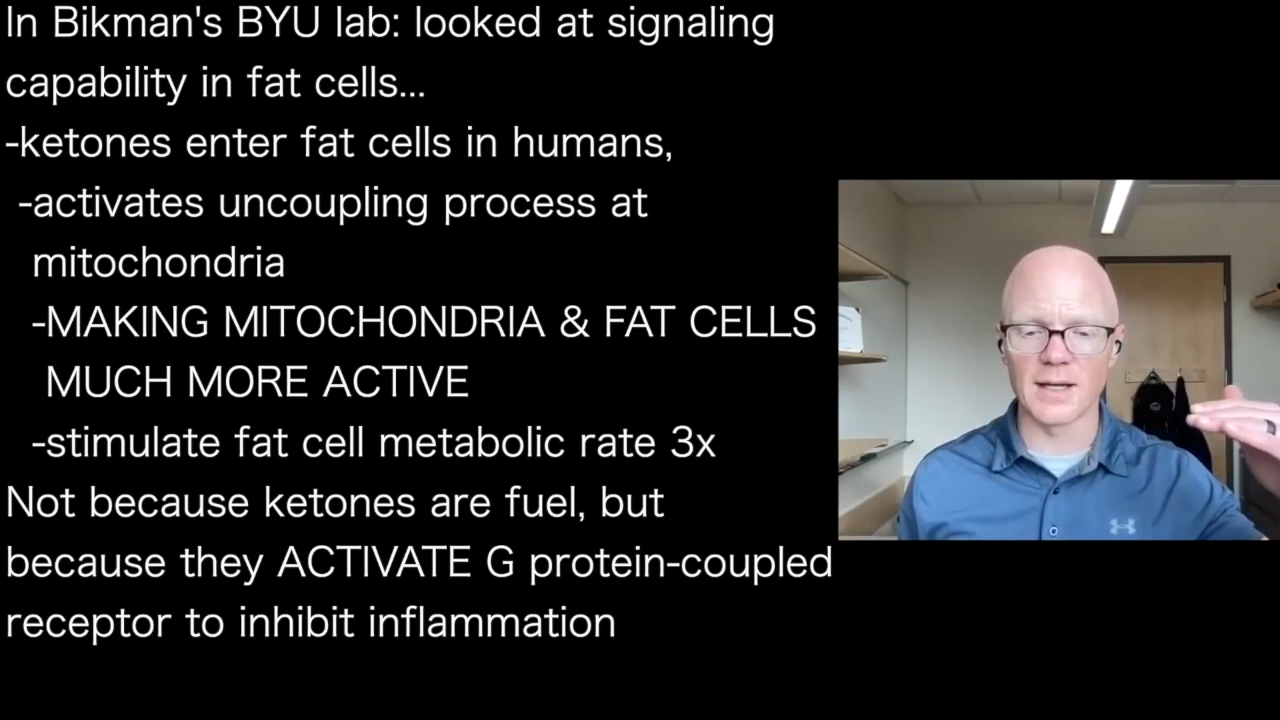 In Bikman's BYU lab: looked at signaling
capability in fat cells...
-ketones enter fat cells in humans,
-activates uncoupling process at
mitochondria
-MAKING MITOCHONDRIA & FAT CELLS
MUCH MORE ACTIVE
-stimulate fat cell metabolic rate 3x
Not because ketones are fuel, but
because they ACTIVATE G protein-coupled
receptor to inhibit inflammation